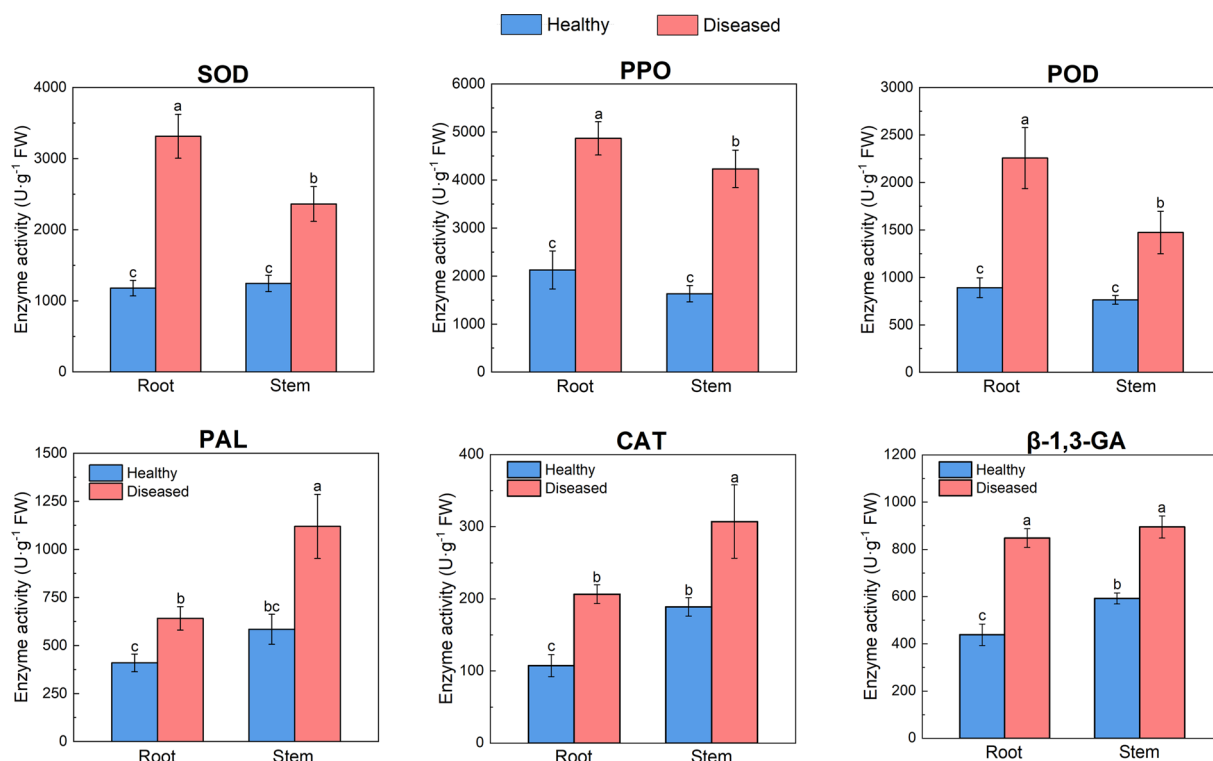 Healthy Diseased
SOD
Enzyme activity (U·g⁻¹ FW)
4000
3000
2000
1000
0
c
a
c
b
Root Stem
PPO
Enzyme activity (U·g⁻¹ FW)
6000
5000
4000
3000
2000
1000
0
c
a
c
b
Root Stem
POD
Enzyme activity (U·g⁻¹ FW)
3000
2500
2000
1500
1000
500
0
c
a
c
b
Root Stem
PAL
Enzyme activity (U·g⁻¹ FW)
1500
1250
1000
750
500
250
0
Healthy
Diseased
c
b
bc
a
Root Stem
CAT
Enzyme activity (U·g⁻¹ FW)
400
300
200
100
0
Healthy
Diseased
c
b
b
a
Root Stem
β-1,3-GA
Enzyme activity (U·g⁻¹ FW)
1200
1000
800
600
400
200
0
Healthy
Diseased
c
a
b
a
Root Stem